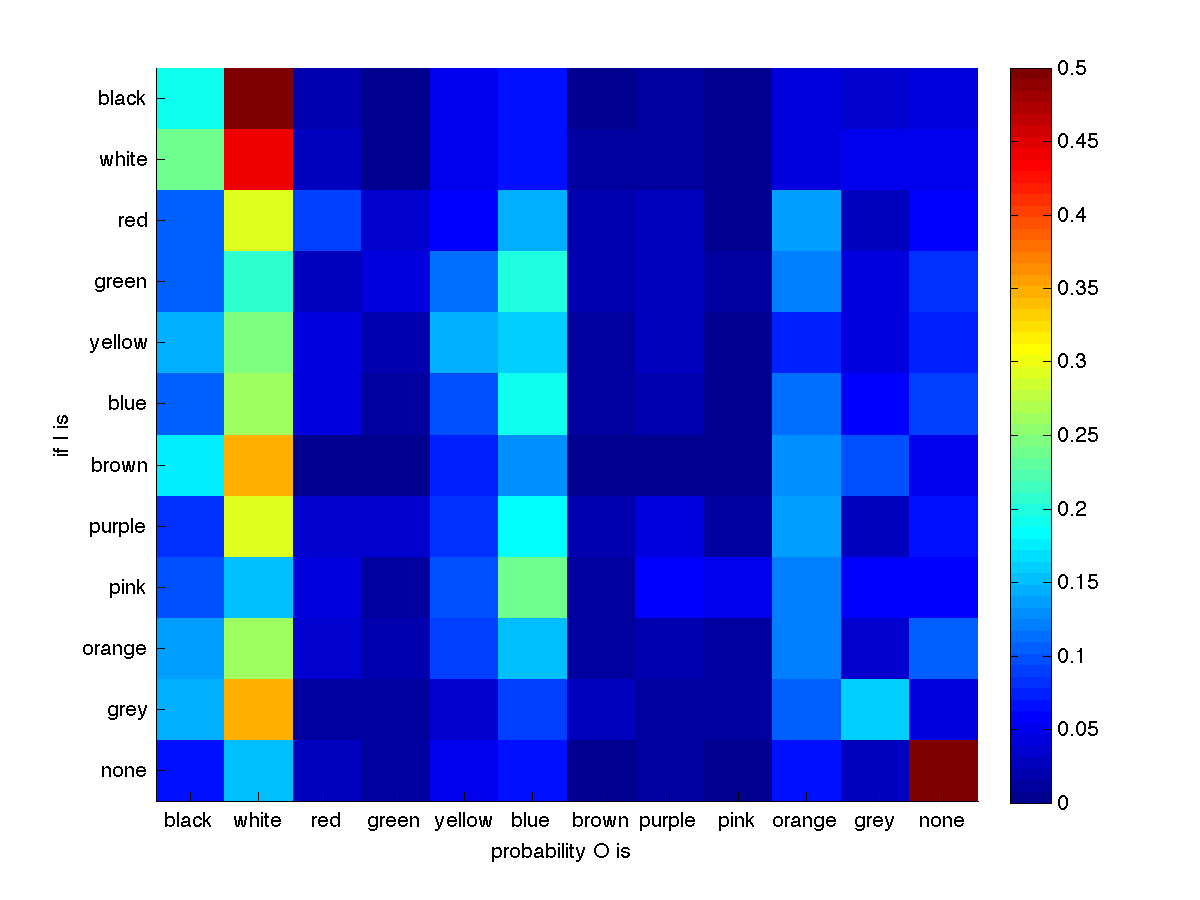 black
white
red
green
yellow
blue
brown
purple
pink
orange
grey
none
if I is
black white red green yellow blue brown purple pink orange grey none
probability O is
0.5
0.45
0.4
0.35
0.3
0.25
0.2
0.15
0.1
0.05
0